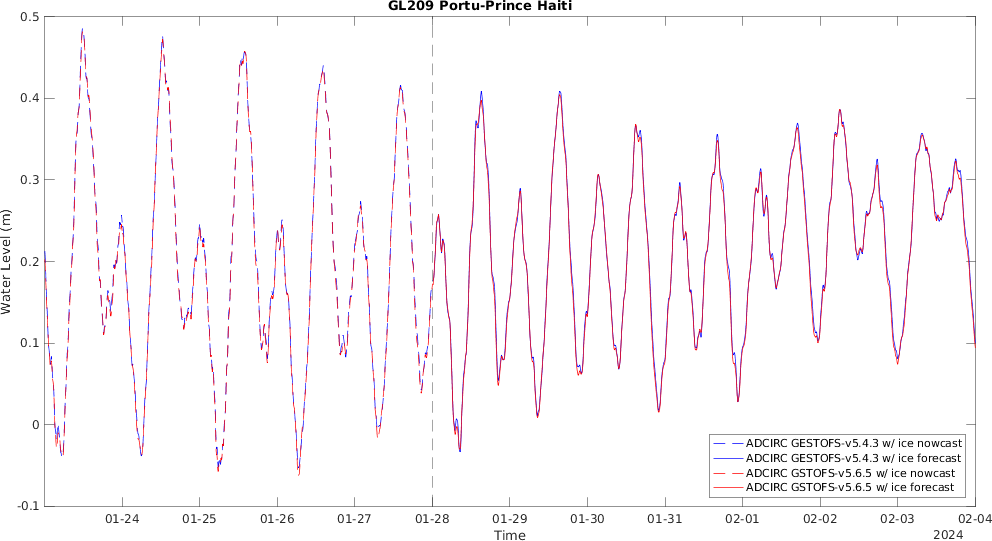 GL209 Portu-Prince Haiti
0.5
0.4
0.3
0.2
0.1
0
-0.1
Water Level (m)
ADCIRC GESTOFS-v5.4.3 w/ ice nowcast
ADCIRC GESTOFS-v5.4.3 w/ ice forecast
ADCIRC GSTOFS-v5.6.5 w/ ice nowcast
ADCIRC GSTOFS-v5.6.5 w/ ice forecast
01-24 01-25 01-26 01-27 01-28 01-29 01-30 01-31 02-01 02-02 02-03 02-04
Time
2024